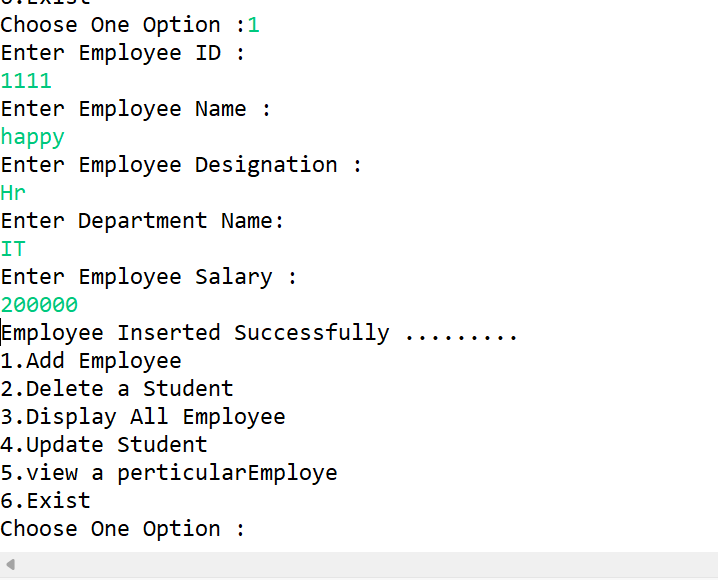 6.Exist
Choose One Option :1
Enter Employee ID :
1111
Enter Employee Name :
happy
Enter Employee Designation :
Hr
Enter Department Name:
IT
Enter Employee Salary :
200000
Employee Inserted Successfully .........
1.Add Employee
2.Delete a Student
3.Display All Employee
4.Update Student
5.view a perticularEmploye
6.Exist
Choose One Option :